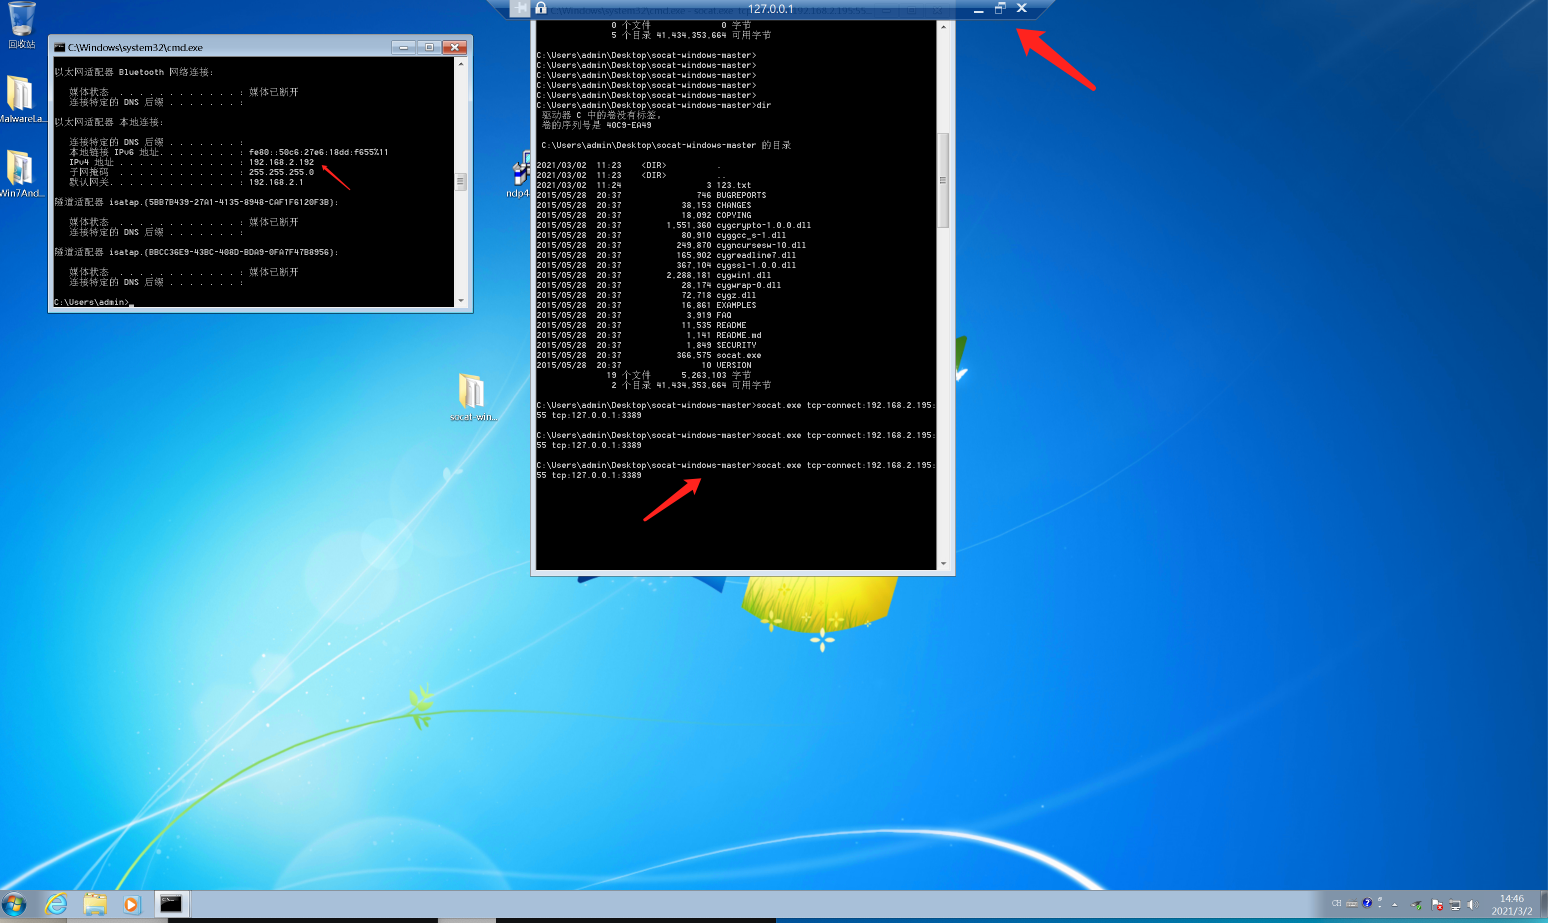 127.0.0.1
回收站
MalwareLa...
Win7And...
C:\Windows\system32\cmd.exe
以太网适配器 Bluetooth 网络连接:
媒体状态 . . . . . . . . . . . . : 媒体已断开
连接特定的 DNS 后缀 . . . . . . . :
以太网适配器 本地连接:
连接特定的 DNS 后缀 . . . . . . . :
本地链接 IPv6 地址. . . . . . . . : fe80::50c6:27e6:18dd:f655%11
IPv4 地址 . . . . . . . . . . . . : 192.168.2.192
子网掩码 . . . . . . . . . . . . : 255.255.255.0
默认网关. . . . . . . . . . . . . : 192.168.2.1
隧道适配器 isatap.{5BB7B439-27A1-4135-8948-CAF1F6120F3B}:
媒体状态 . . . . . . . . . . . . : 媒体已断开
连接特定的 DNS 后缀 . . . . . . . :
隧道适配器 isatap.{BBCC36E9-43BC-408D-BDA9-0FA7F47B8956}:
媒体状态 . . . . . . . . . . . . : 媒体已断开
连接特定的 DNS 后缀 . . . . . . . :
C:\Users\admin>_
ndp4
socat-win...
0 个文件 0 字节
5 个目录 41,434,353,664 可用字节
C:\Users\admin\Desktop\socat-windows-master>
C:\Users\admin\Desktop\socat-windows-master>
C:\Users\admin\Desktop\socat-windows-master>
C:\Users\admin\Desktop\socat-windows-master>
C:\Users\admin\Desktop\socat-windows-master>
C:\Users\admin\Desktop\socat-windows-master>dir
驱动器 C 中的卷没有标签。
卷的序列号是 40C9-EA49
C:\Users\admin\Desktop\socat-windows-master 的目录
2021/03/02 11:23 <DIR> .
2021/03/02 11:23 <DIR> ..
2021/03/02 11:24 3 123.txt
2015/05/28 20:37 746 BUGREPORTS
2015/05/28 20:37 38,153 CHANGES
2015/05/28 20:37 18,092 COPYING
2015/05/28 20:37 1,551,360 cygcrypto-1.0.0.dll
2015/05/28 20:37 80,910 cyggcc_s-1.dll
2015/05/28 20:37 249,870 cygncursesw-10.dll
2015/05/28 20:37 165,902 cygreadline7.dll
2015/05/28 20:37 367,104 cygssl-1.0.0.dll
2015/05/28 20:37 2,288,181 cygwin1.dll
2015/05/28 20:37 28,174 cygwrap-0.dll
2015/05/28 20:37 72,718 cygz.dll
2015/05/28 20:37 16,861 EXAMPLES
2015/05/28 20:37 3,919 FAQ
2015/05/28 20:37 11,535 README
2015/05/28 20:37 1,141 README.md
2015/05/28 20:37 1,849 SECURITY
2015/05/28 20:37 366,575 socat.exe
2015/05/28 20:37 10 VERSION
19 个文件 5,263,103 字节
2 个目录 41,434,353,664 可用字节
C:\Users\admin\Desktop\socat-windows-master>socat.exe tcp-connect:192.168.2.195:
55 tcp:127.0.0.1:3389
C:\Users\admin\Desktop\socat-windows-master>socat.exe tcp-connect:192.168.2.195:
55 tcp:127.0.0.1:3389
C:\Users\admin\Desktop\socat-windows-master>socat.exe tcp-connect:192.168.2.195:
55 tcp:127.0.0.1:3389
CH
14:46
2021/3/2